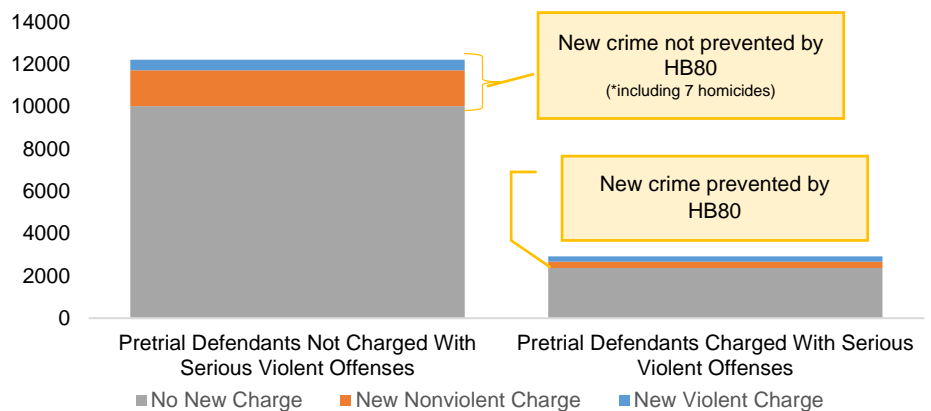 14000
12000
10000
8000
6000
4000
2000
0
New crime not prevented by
HB80
(*including 7 homicides)
New crime prevented by
HB80
Pretrial Defendants Not Charged With
Serious Violent Offenses
Pretrial Defendants Charged With Serious
Violent Offenses
No New Charge
New Nonviolent Charge
New Violent Charge